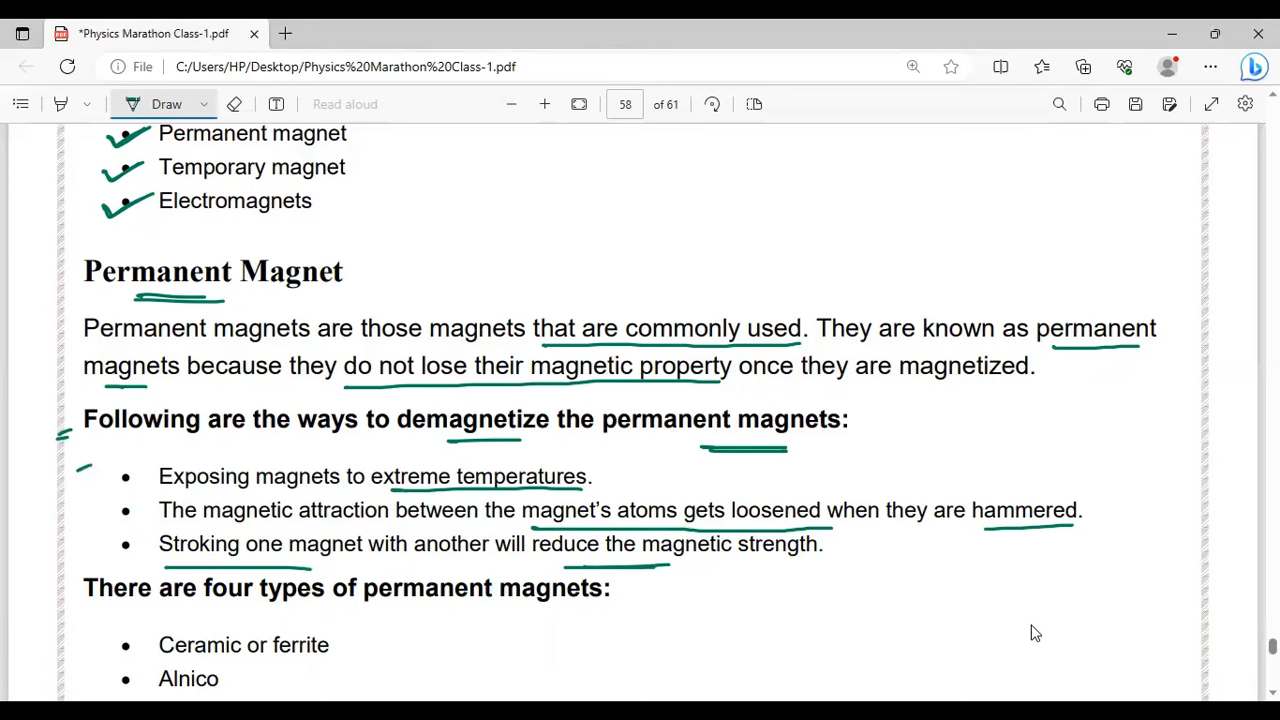 *Physics Marathon Class-1.pdf
File C:/Users/HP/Desktop/Physics%20Marathon%20Class-1.pdf
Draw Read aloud 58 of 61
• Permanent magnet
• Temporary magnet
• Electromagnets
Permanent Magnet
Permanent magnets are those magnets that are commonly used. They are known as permanent
magnets because they do not lose their magnetic property once they are magnetized.
Following are the ways to demagnetize the permanent magnets:
• Exposing magnets to extreme temperatures.
• The magnetic attraction between the magnet’s atoms gets loosened when they are hammered.
• Stroking one magnet with another will reduce the magnetic strength.
There are four types of permanent magnets:
• Ceramic or ferrite
• Alnico